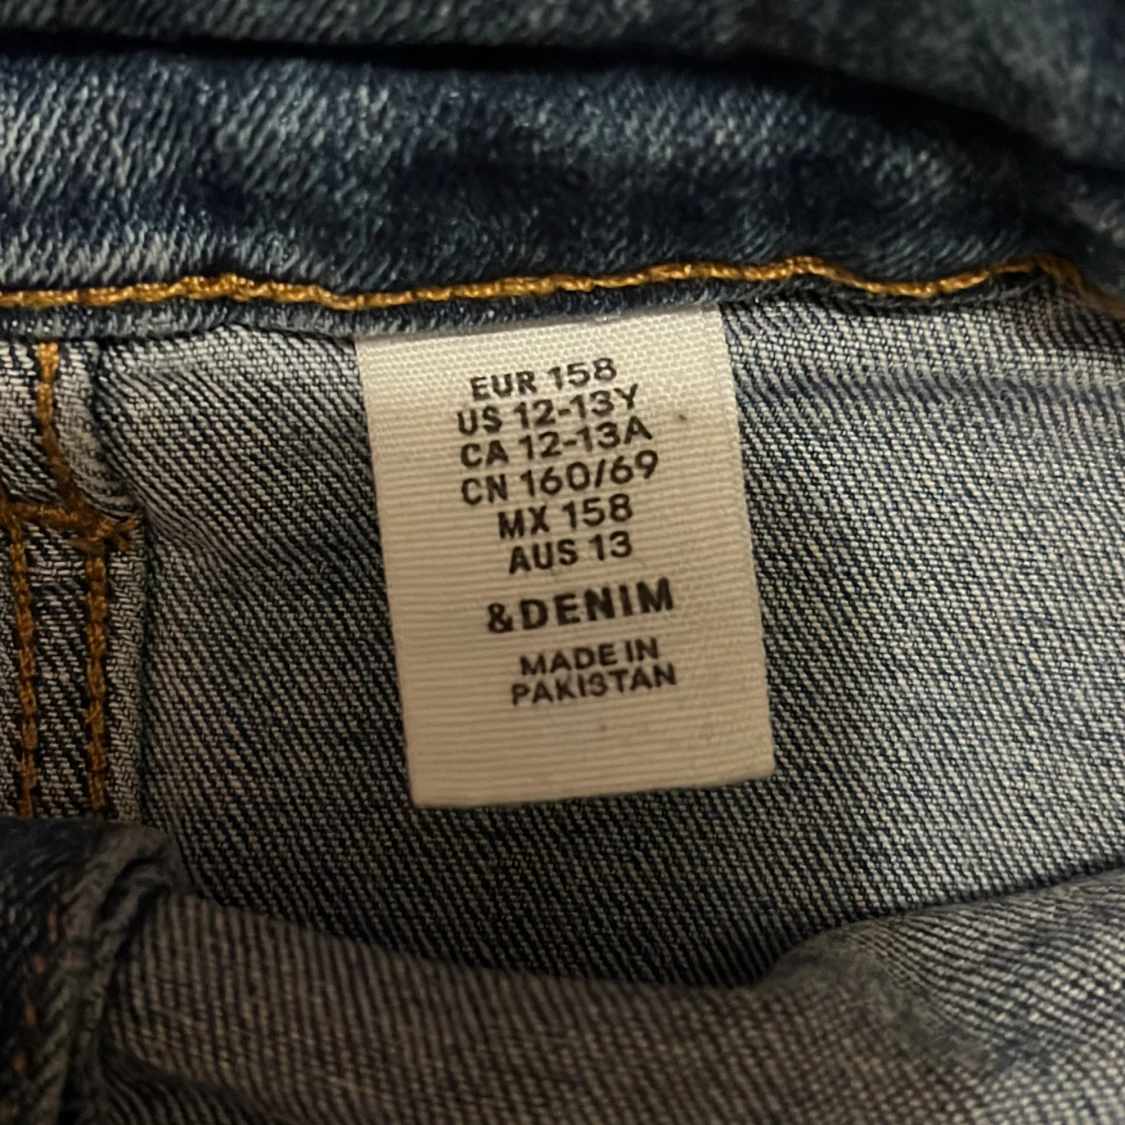 EUR 158
US 12-13Y
CA 12-13A
CN 160/69
MX 158
AUS 13
&DENIM
MADE IN
PAKISTAN